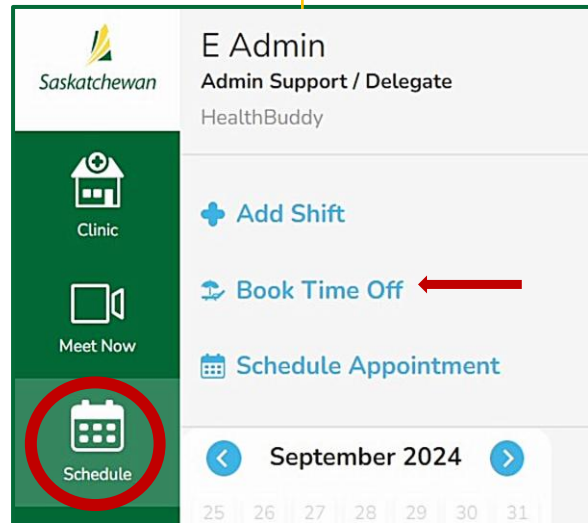 Saskatchewan
Clinic
Meet Now
Schedule
E Admin
Admin Support / Delegate
HealthBuddy
Add Shift
Book Time Off
Schedule Appointment
September 2024
25 26 27 28 29 30 31